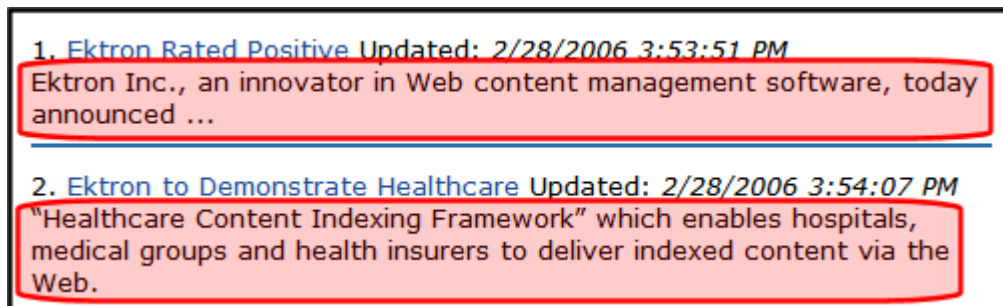 1. Ektron Rated Positive Updated: 2/28/2006 3:53:51 PM
Ektron Inc., an innovator in Web content management software, today
announced ...
2. Ektron to Demonstrate Healthcare Updated: 2/28/2006 3:54:07 PM
“Healthcare Content Indexing Framework” which enables hospitals,
medical groups and health insurers to deliver indexed content via the
Web.